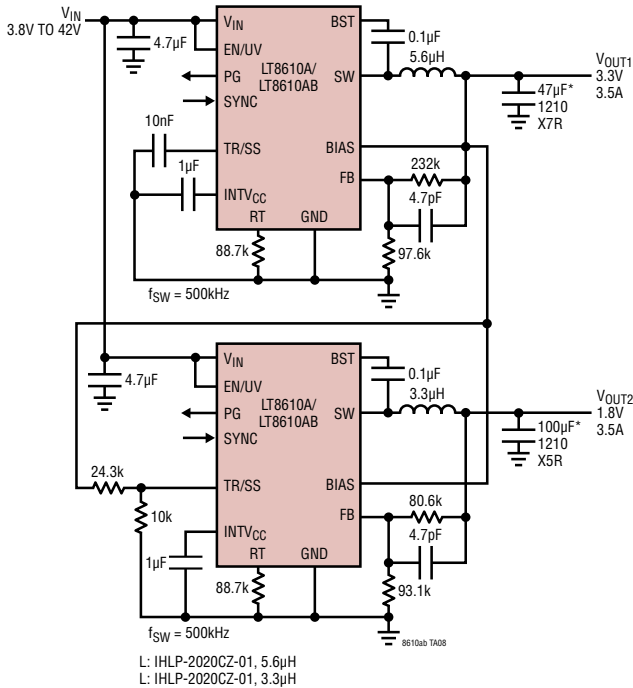 VIN
3.8V TO 42V
4.7µF
VIN
EN/UV
PG
SYNC
TR/SS
INTVCC
RT
GND
BST
SW
BIAS
FB
LT8610A/
LT8610AB
0.1µF
5.6µH
VOUT1
3.3V
3.5A
47µF*
1210
X7R
10nF
1µF
232k
4.7pF
97.6k
88.7k
fSW = 500kHz
4.7µF
VIN
EN/UV
PG
SYNC
TR/SS
INTVCC
RT
GND
BST
SW
BIAS
FB
LT8610A/
LT8610AB
0.1µF
3.3µH
VOUT2
1.8V
3.5A
100µF*
1210
X5R
24.3k
10k
1µF
80.6k
4.7pF
93.1k
88.7k
fSW = 500kHz
8610ab TA08
L: IHLP-2020CZ-01, 5.6µH
L: IHLP-2020CZ-01, 3.3µH